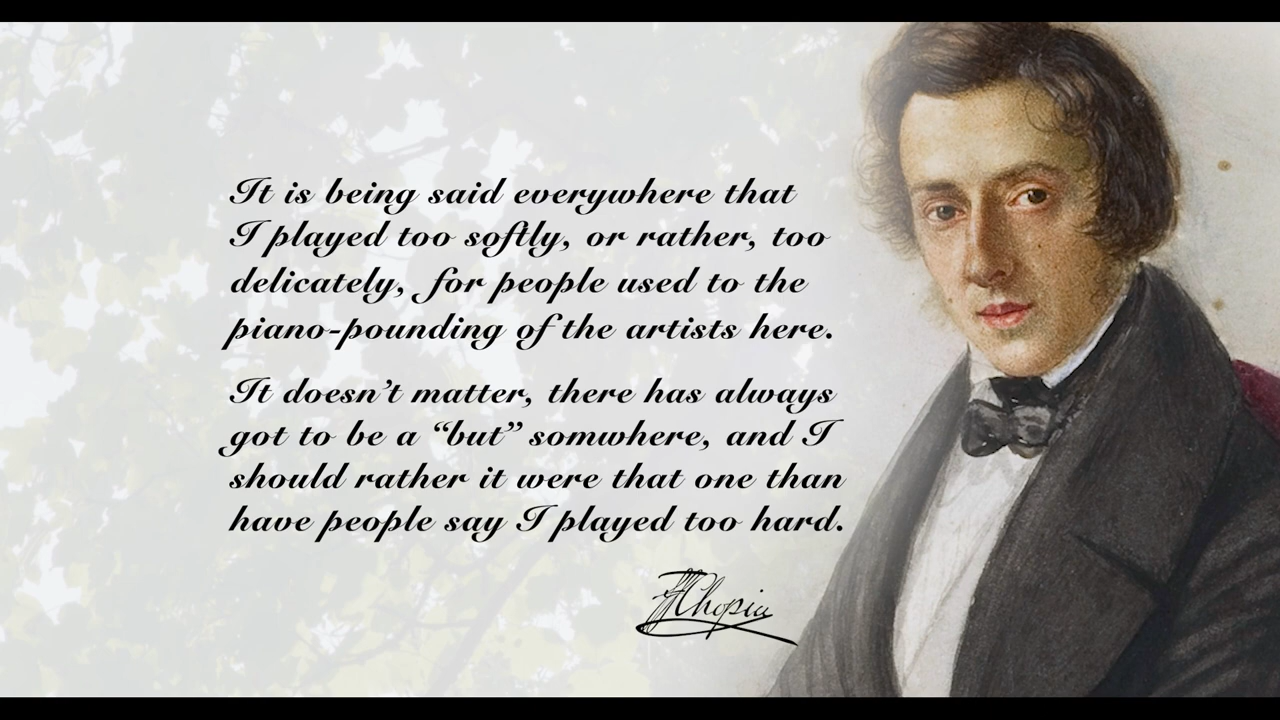 It is being said everywhere that
I played too softly, or rather, too
delicately, for people used to the
piano-pounding of the artists here.
It doesn’t matter, there has always
got to be a “but” somwhere, and I
should rather it were that one than
have people say I played too hard.
FChopin